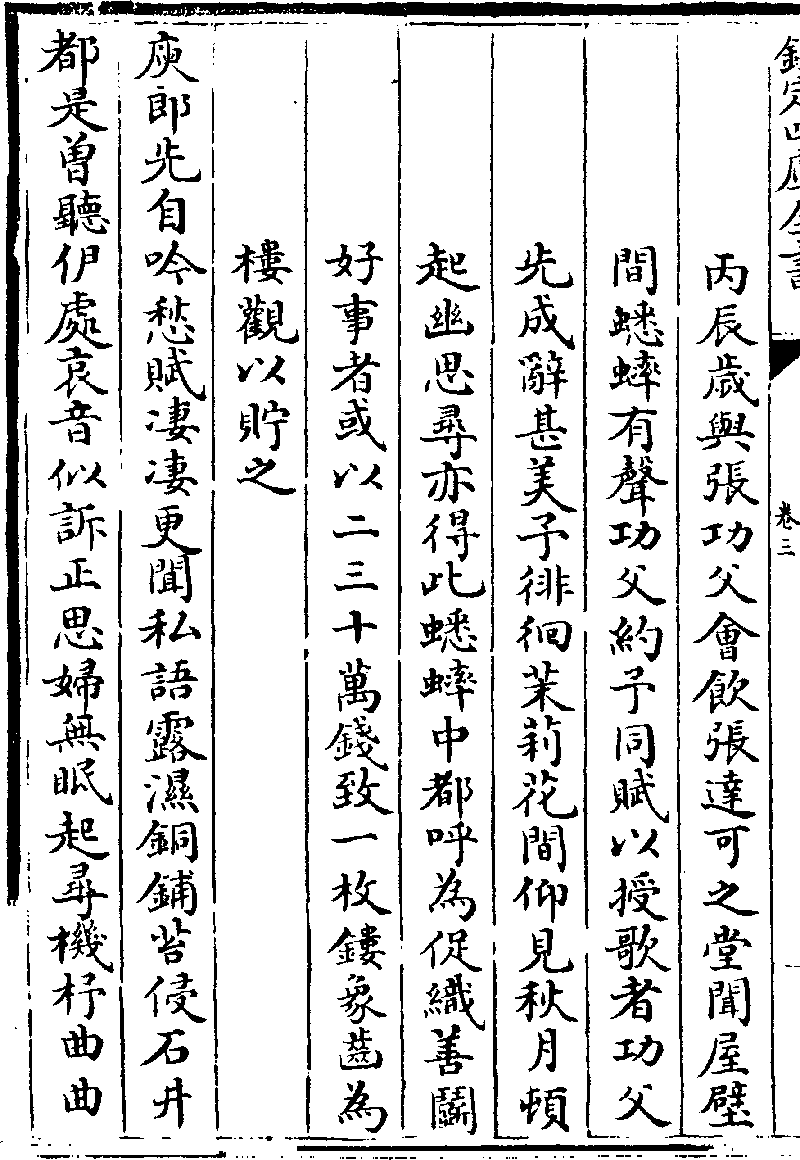 欽定四庫全書
卷三
丙辰歲與張功父會飲張達可之堂聞屋壁
間蟋蟀有聲功父約予同賦以授歌者功父
先成辭甚美予徘徊茉莉花間仰見秋月頓
起幽思尋亦得此蟋蟀中都呼為促織善鬬
好事者或以二三十萬錢致一枚鏤象齒為
樓觀以貯之
庾郎先自吟愁賦凄凄更聞私語露濕銅鋪苔侵石井
都是曽聽伊處哀音似訴正思婦無眠起尋機杼曲曲